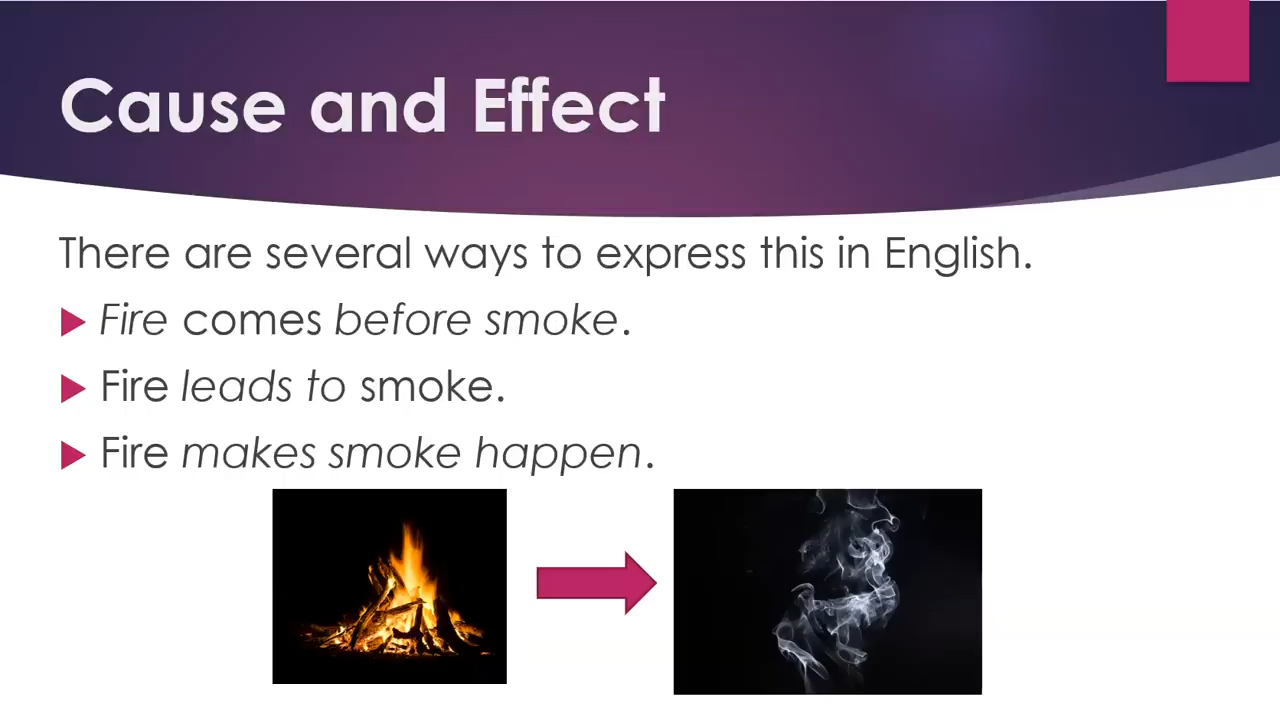 Cause and Effect
There are several ways to express this in English.
Fire comes before smoke.
Fire leads to smoke.
Fire makes smoke happen.